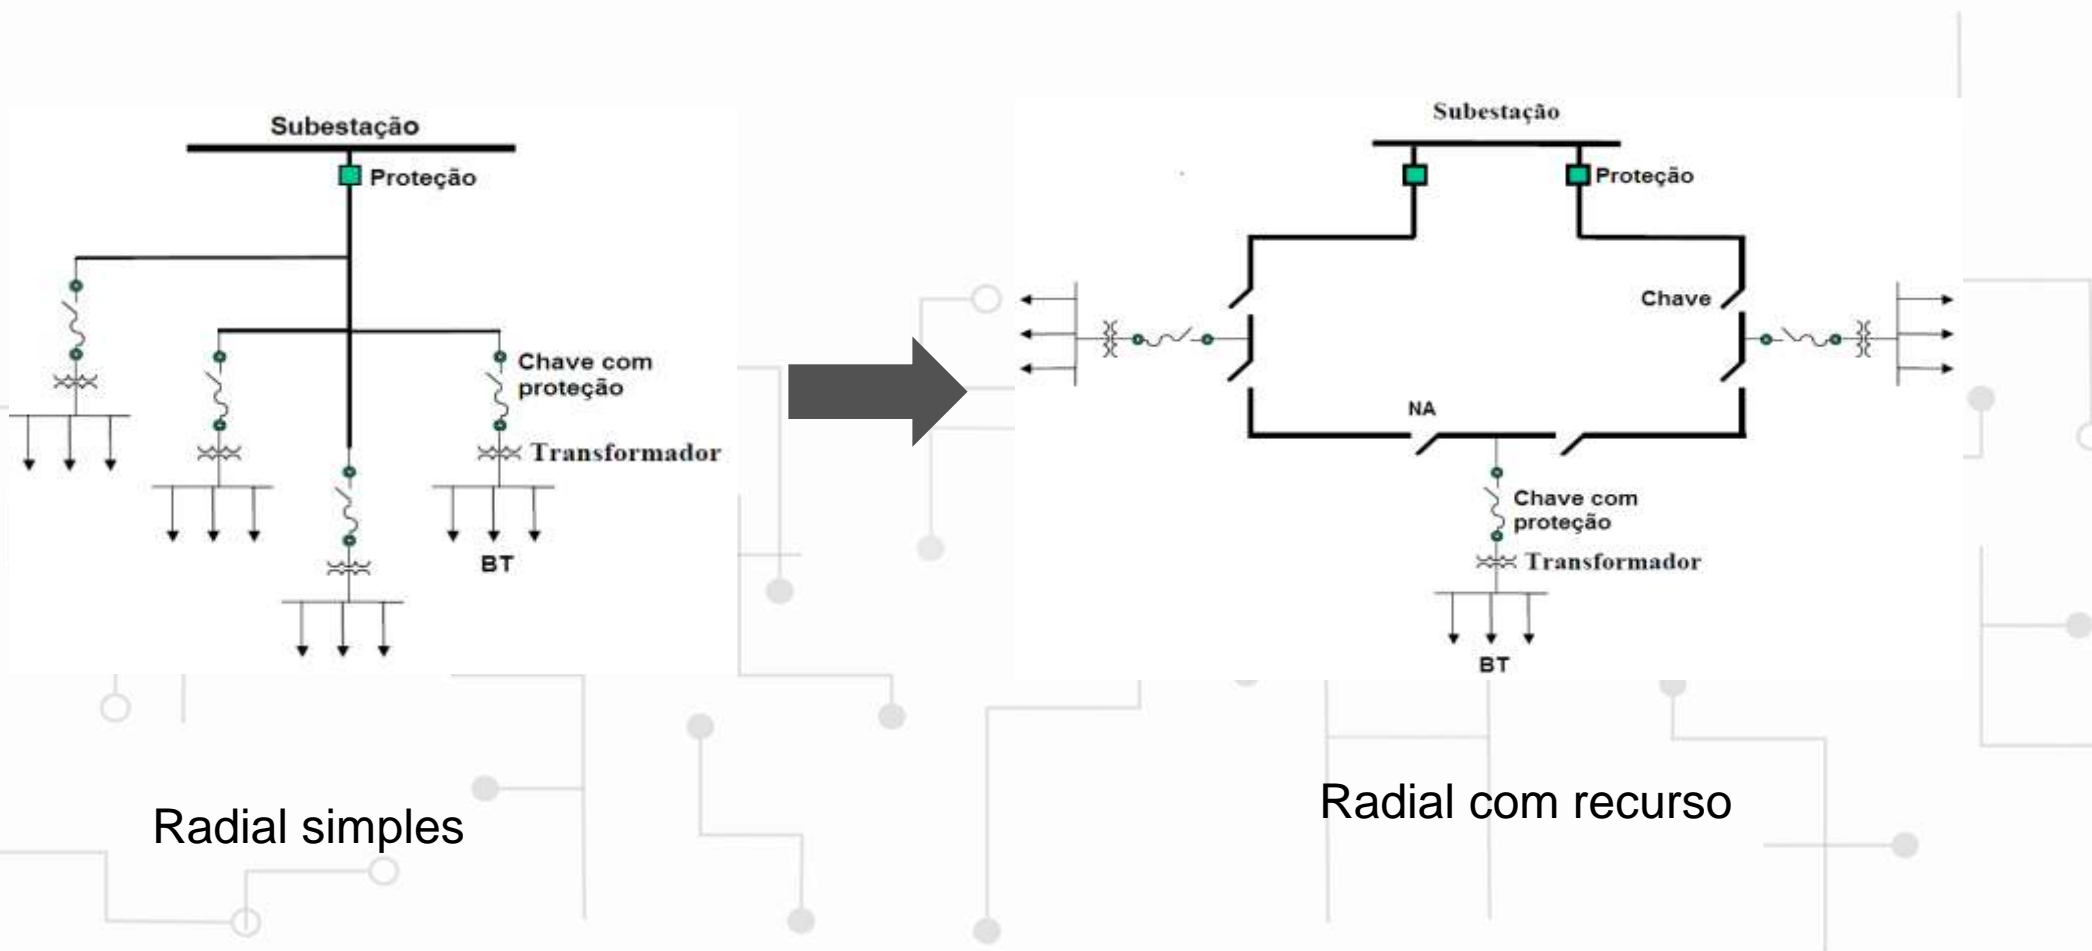 Subestação
Proteção
Chave com
proteção
Transformador
BT
Radial simples
Subestação
Proteção
Chave
NA
Chave com
proteção
Transformador
BT
Radial com recurso